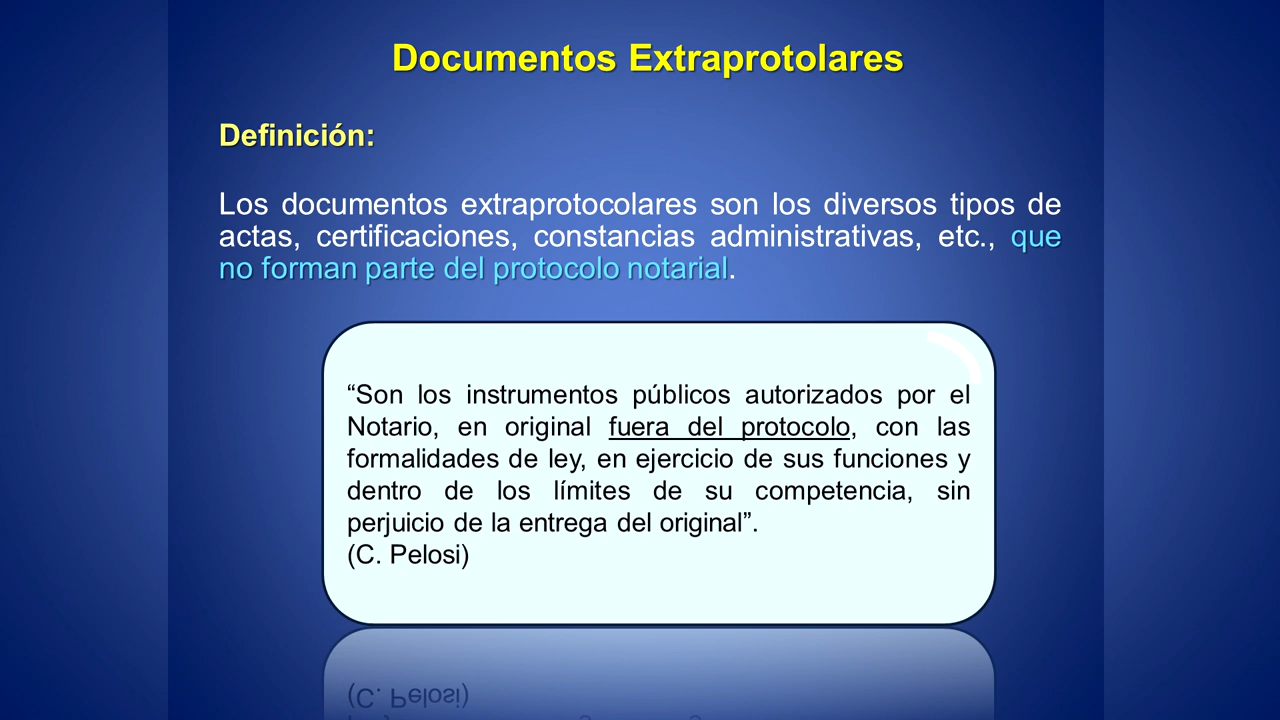 Documentos Extraprotolares
Definición:
Los documentos extraprotocolares son los diversos tipos de
actas, certificaciones, constancias administrativas, etc., que
no forman parte del protocolo notarial.
“Son los instrumentos públicos autorizados por el
Notario, en original fuera del protocolo, con las
formalidades de ley, en ejercicio de sus funciones y
dentro de los límites de su competencia, sin
perjuicio de la entrega del original”.
(C. Pelosi)